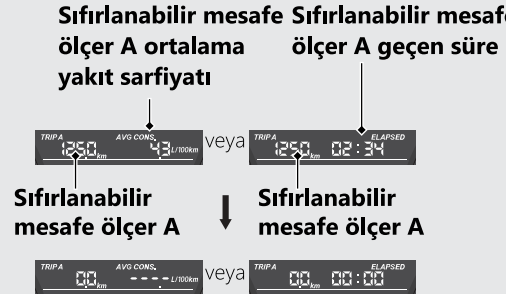 Sıfırlanabilir mesafe
ölçer A ortalama
yakıt sarfiyatı
Sıfırlanabilir mesafe
ölçer A geçen süre
TRIP A 1250 km AVG CONS. 4.3 L/100km
veya
TRIP A 1250 km ELAPSED 02:34
Sıfırlanabilir
mesafe ölçer A
Sıfırlanabilir
mesafe ölçer A
TRIP A 0.0 km AVG CONS. ---- L/100km
veya
TRIP A 0.0 km ELAPSED 00:00